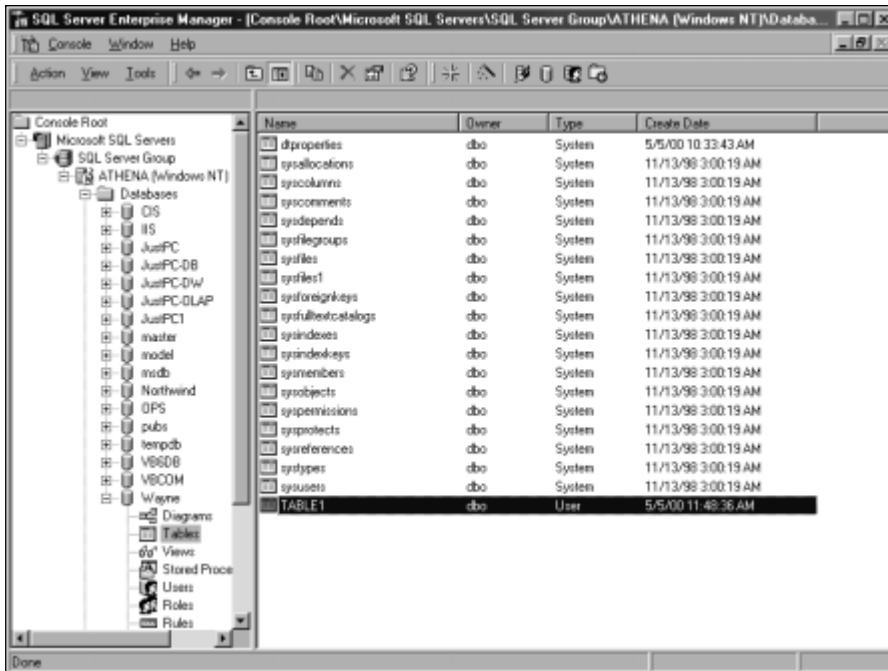 SQL Server Enterprise Manager - [Console Root\Microsoft SQL Servers\SQL Server Group\ATHENA (Windows NT)\Databa...
Console Window Help
Action View Tools
Console Root
Microsoft SQL Servers
SQL Server Group
ATHENA (Windows NT)
Databases
CIS
IIS
JustPC
JustPC-DB
JustPC-DW
JustPC-OLAP
JustPC1
master
model
msdb
Northwind
OPS
pubs
tempdb
VB6DB
VBCOM
Wayne
Diagrams
Tables
Views
Stored Proce
Users
Roles
Rules
Name Owner Type Create Date
dtproperties dbo System 5/5/00 10:33:43 AM
sysallocations dbo System 11/13/98 3:00:19 AM
syscolumns dbo System 11/13/98 3:00:19 AM
syscomments dbo System 11/13/98 3:00:19 AM
sysdepends dbo System 11/13/98 3:00:19 AM
sysfilegroups dbo System 11/13/98 3:00:19 AM
sysfiles dbo System 11/13/98 3:00:19 AM
sysfiles1 dbo System 11/13/98 3:00:19 AM
sysforeignkeys dbo System 11/13/98 3:00:19 AM
sysfulltextcatalogs dbo System 11/13/98 3:00:19 AM
sysindexes dbo System 11/13/98 3:00:19 AM
sysindexkeys dbo System 11/13/98 3:00:19 AM
sysmembers dbo System 11/13/98 3:00:19 AM
sysobjects dbo System 11/13/98 3:00:19 AM
syspermissions dbo System 11/13/98 3:00:19 AM
sysprotects dbo System 11/13/98 3:00:19 AM
sysreferences dbo System 11/13/98 3:00:19 AM
systypes dbo System 11/13/98 3:00:19 AM
sysusers dbo System 11/13/98 3:00:19 AM
TABLE1 dbo User 5/5/00 11:48:36 AM
Done